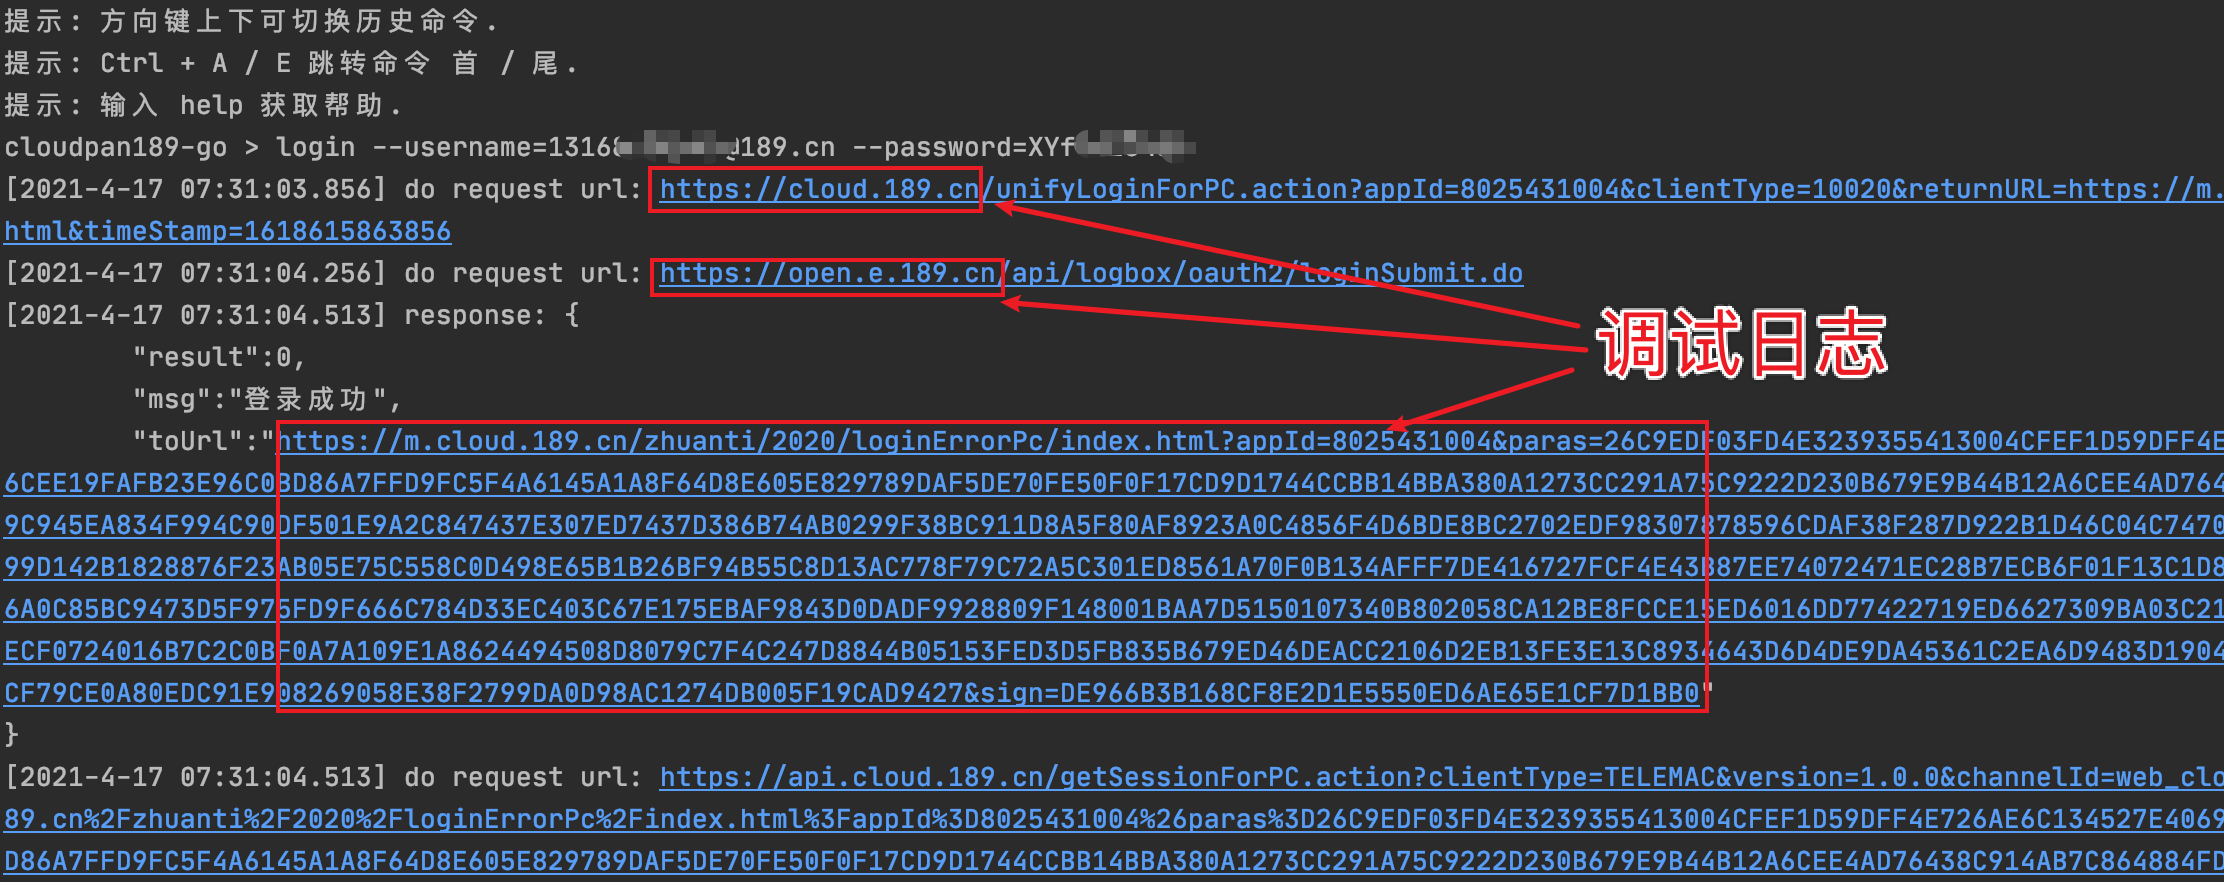 提示: 方向键上下可切换历史命令.
提示: Ctrl + A / E 跳转命令 首 / 尾.
提示: 输入 help 获取帮助.
cloudpan189-go > login --username=13168 @189.cn --password=XYf
[2021-4-17 07:31:03.856] do request url: https://cloud.189.cn/unifyLoginForPC.action?appId=8025431004&clientType=10020&returnURL=https://m.
html&timeStamp=1618615863856
[2021-4-17 07:31:04.256] do request url: https://open.e.189.cn/api/logbox/oauth2/loginSubmit.do
[2021-4-17 07:31:04.513] response: {
"result":0,
调试日志
"msg":"登录成功",
"toUrl":"https://m.cloud.189.cn/zhuanti/2020/loginErrorPc/index.html?appId=8025431004&paras=26C9EDF03FD4E3239355413004CFEF1D59DFF4E
6CEE19FAFB23E96C0BD86A7FFD9FC5F4A6145A1A8F64D8E605E829789DAF5DE70FE50F0F17CD9D1744CCBB14BBA380A1273CC291A75C9222D230B679E9B44B12A6CEE4AD764
9C945EA834F994C90DF501E9A2C847437E307ED7437D386B74AB0299F38BC911D8A5F80AF8923A0C4856F4D6BDE8BC2702EDF98307878596CDAF38F287D922B1D46C04C7470
99D142B1828876F23AB05E75C558C0D498E65B1B26BF94B55C8D13AC778F79C72A5C301ED8561A70F0B134AFFF7DE416727FCF4E43B87EE74072471EC28B7ECB6F01F13C1D8
6A0C85BC9473D5F975FD9F666C784D33EC403C67E175EBAF9843D0DADF9928809F148001BAA7D5150107340B802058CA12BE8FCCE15ED6016DD77422719ED6627309BA03C21
ECF0724016B7C2C0BF0A7A109E1A8624494508D8079C7F4C247D8844B05153FED3D5FB835B679ED46DEACC2106D2EB13FE3E13C8934643D6D4DE9DA45361C2EA6D9483D1904
CF79CE0A80EDC91E908269058E38F2799DA0D98AC1274DB005F19CAD9427&sign=DE966B3B168CF8E2D1E5550ED6AE65E1CF7D1BB0"
}
[2021-4-17 07:31:04.513] do request url: https://api.cloud.189.cn/getSessionForPC.action?clientType=TELEMAC&version=1.0.0&channelId=web_clo
89.cn%2Fzhuanti%2F2020%2FloginErrorPc%2Findex.html%3FappId%3D8025431004%26paras%3D26C9EDF03FD4E3239355413004CFEF1D59DFF4E726AE6C134527E4069
D86A7FFD9FC5F4A6145A1A8F64D8E605E829789DAF5DE70FE50F0F17CD9D1744CCBB14BBA380A1273CC291A75C9222D230B679E9B44B12A6CEE4AD76438C914AB7C864884FD